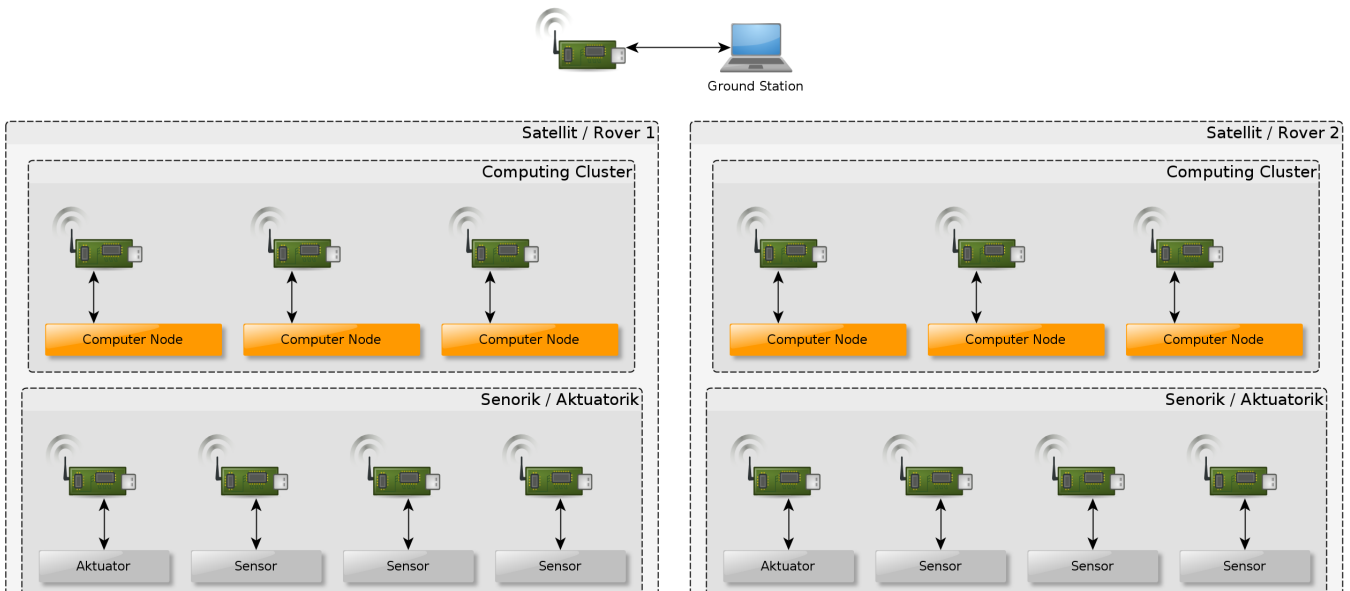 Ground Station
Satellit / Rover 1
Computing Cluster
Computer Node
Computer Node
Computer Node
Senorik / Aktuatorik
Aktuator
Sensor
Sensor
Sensor
Satellit / Rover 2
Computing Cluster
Computer Node
Computer Node
Computer Node
Senorik / Aktuatorik
Aktuator
Sensor
Sensor
Sensor